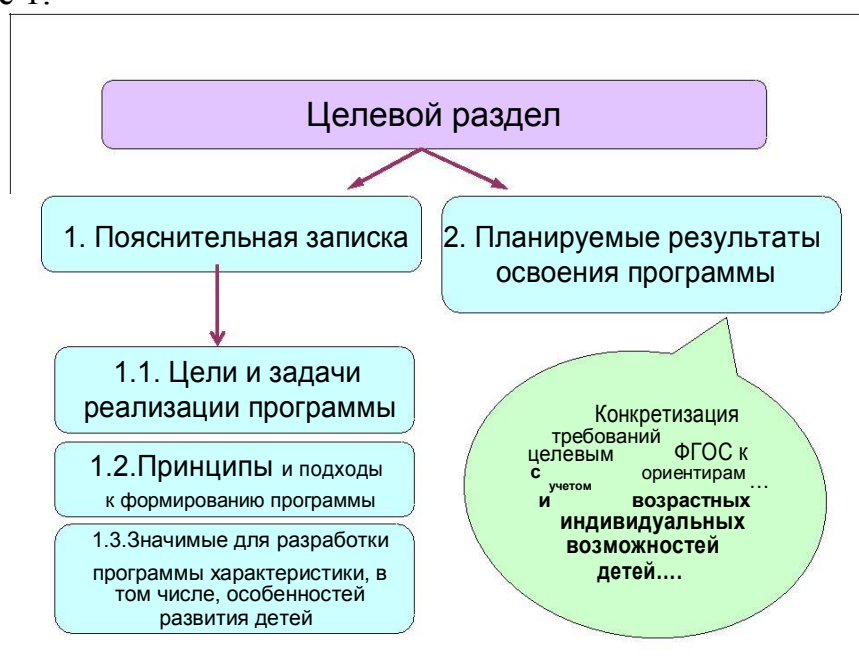 Целевой раздел
1. Пояснительная записка
2. Планируемые результаты
освоения программы
1.1. Цели и задачи
реализации программы
1.2.Принципы и подходы
к формированию программы
1.3.Значимые для разработки
программы характеристики, в
том числе, особенностей
развития детей
Конкретизация
требований ФГОС к
целевым ориентирам …
с учетом возрастных
и индивидуальных
возможностей
детей….